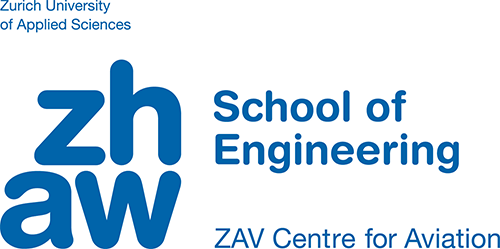 Zurich University
of Applied Sciences
zh
aw
School of
Engineering
ZAV Centre for Aviation